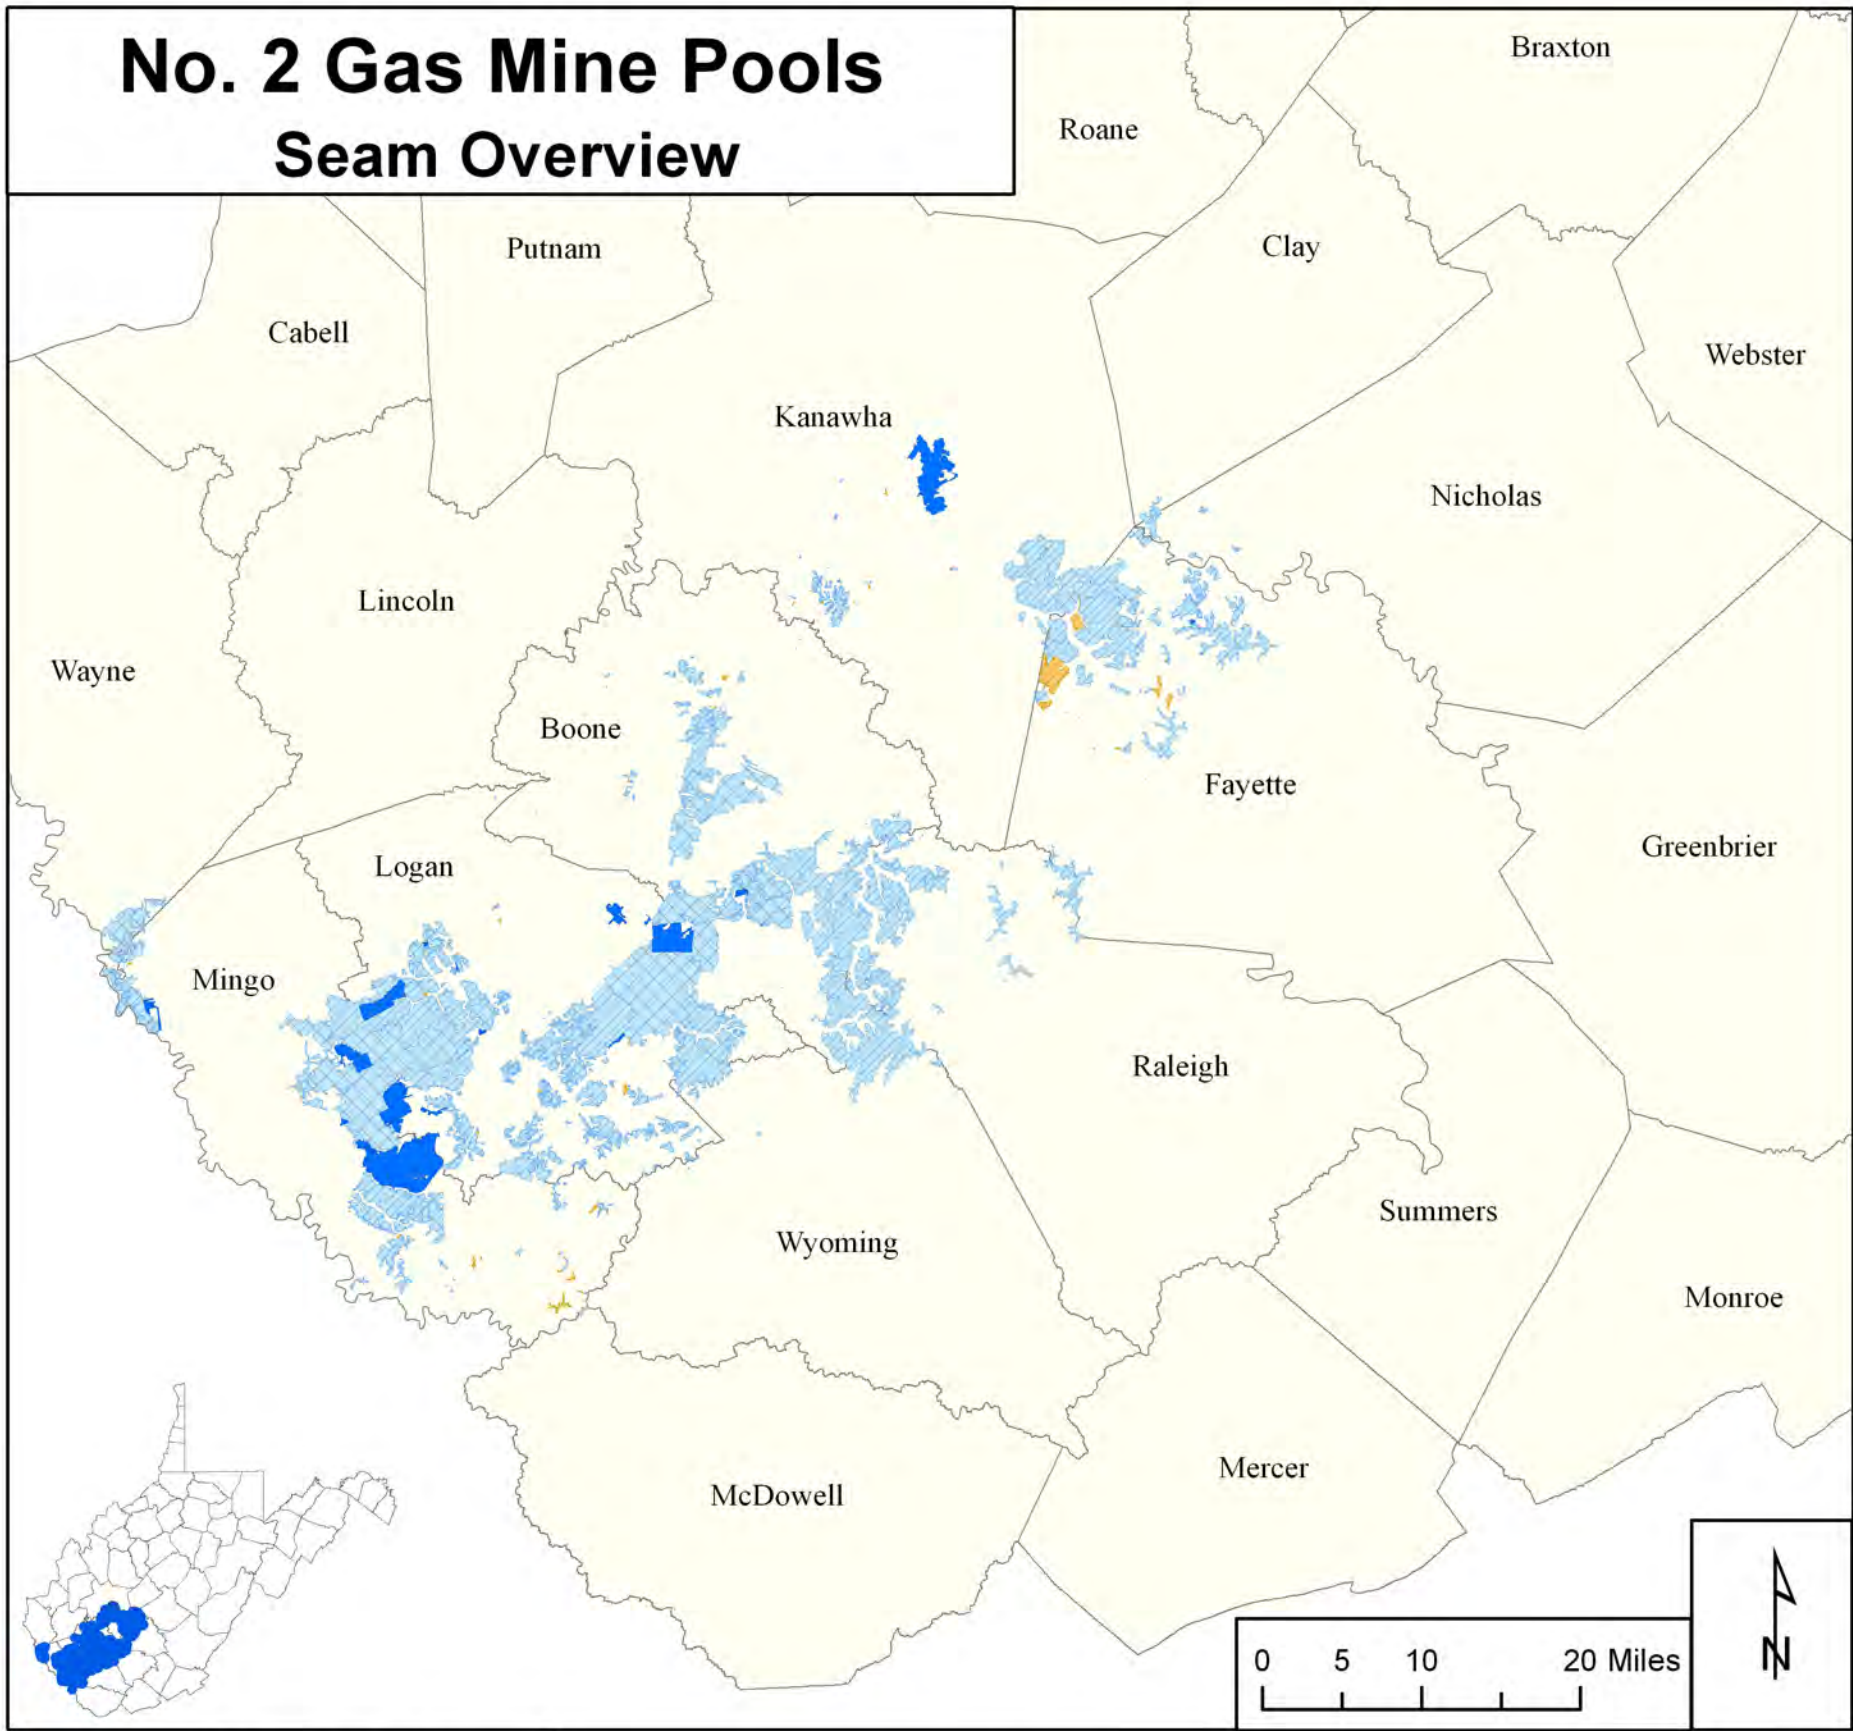 No. 2 Gas Mine Pools
Seam Overview
Braxton
Roane
Putnam
Clay
Cabell
Webster
Kanawha
Nicholas
Lincoln
Wayne
Boone
Fayette
Logan
Greenbrier
Mingo
Raleigh
Summers
Wyoming
Monroe
McDowell
Mercer
0 5 10 20 Miles
N